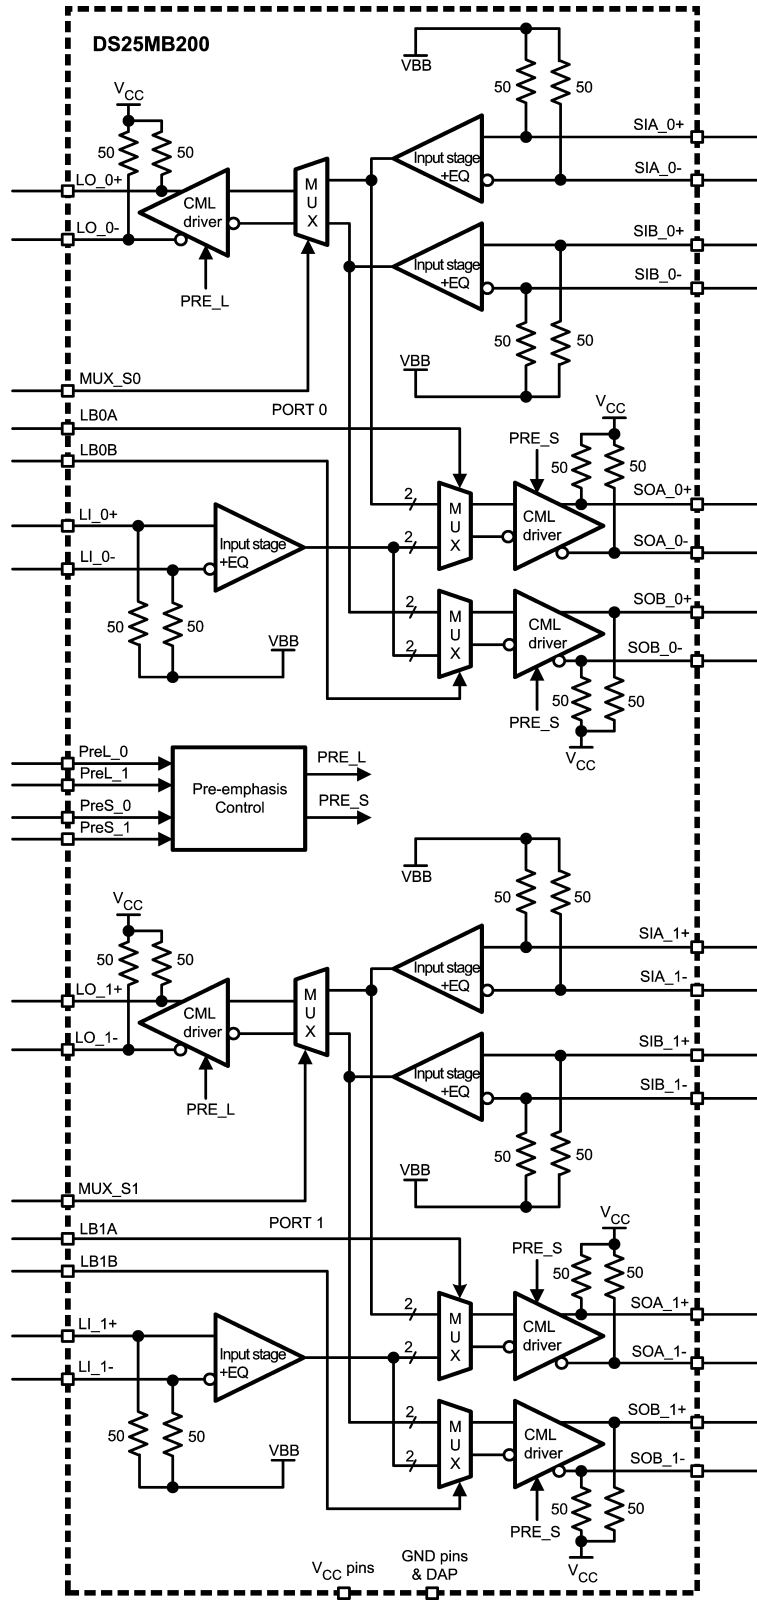 DS25MB200
VBB
50
50
VCC
50
50
SIA_0+
LO_0+
CML
driver
M
U
X
Input stage
+EQ
SIA_0-
LO_0-
SIB_0+
Input stage
+EQ
SIB_0-
PRE_L
50
50
VBB
MUX_S0
PORT 0
VCC
LB0A
PRE_S
LB0B
50
50
2
M
U
X
CML
driver
SOA_0+
LI_0+
2
SOA_0-
Input stage
+EQ
LI_0-
2
M
U
X
CML
driver
SOB_0+
50
50
VBB
2
SOB_0-
50
50
PRE_S
VCC
PreL_0
PRE_L
PreL_1
Pre-emphasis
Control
PreS_0
PRE_S
PreS_1
VBB
50
50
VCC
50
50
SIA_1+
LO_1+
CML
driver
M
U
X
Input stage
+EQ
SIA_1-
LO_1-
SIB_1+
Input stage
+EQ
SIB_1-
PRE_L
50
50
VBB
MUX_S1
PORT 1
VCC
LB1A
PRE_S
LB1B
50
50
2
M
U
X
CML
driver
SOA_1+
LI_1+
2
SOA_1-
Input stage
+EQ
LI_1-
2
M
U
X
CML
driver
SOB_1+
50
50
VBB
2
SOB_1-
50
50
PRE_S
VCC
VCC pins
GND pins
& DAP